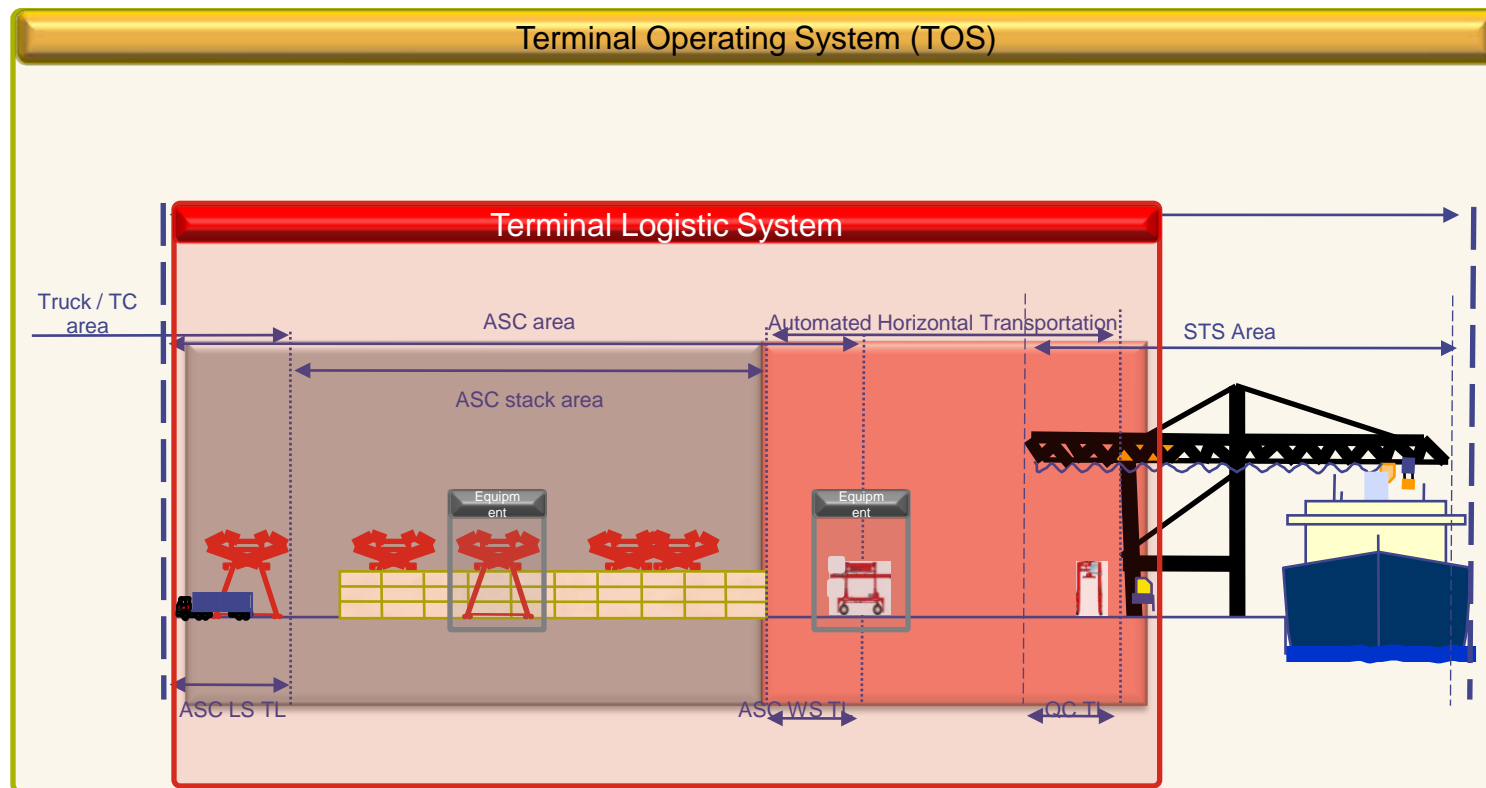 Terminal Operating System (TOS)
Terminal Logistic System
Truck / TC
area
ASC area
Automated Horizontal Transportation
STS Area
ASC stack area
Equipm
ent
Equipm
ent
ASC LS TL
ASC WS TL
QC TL